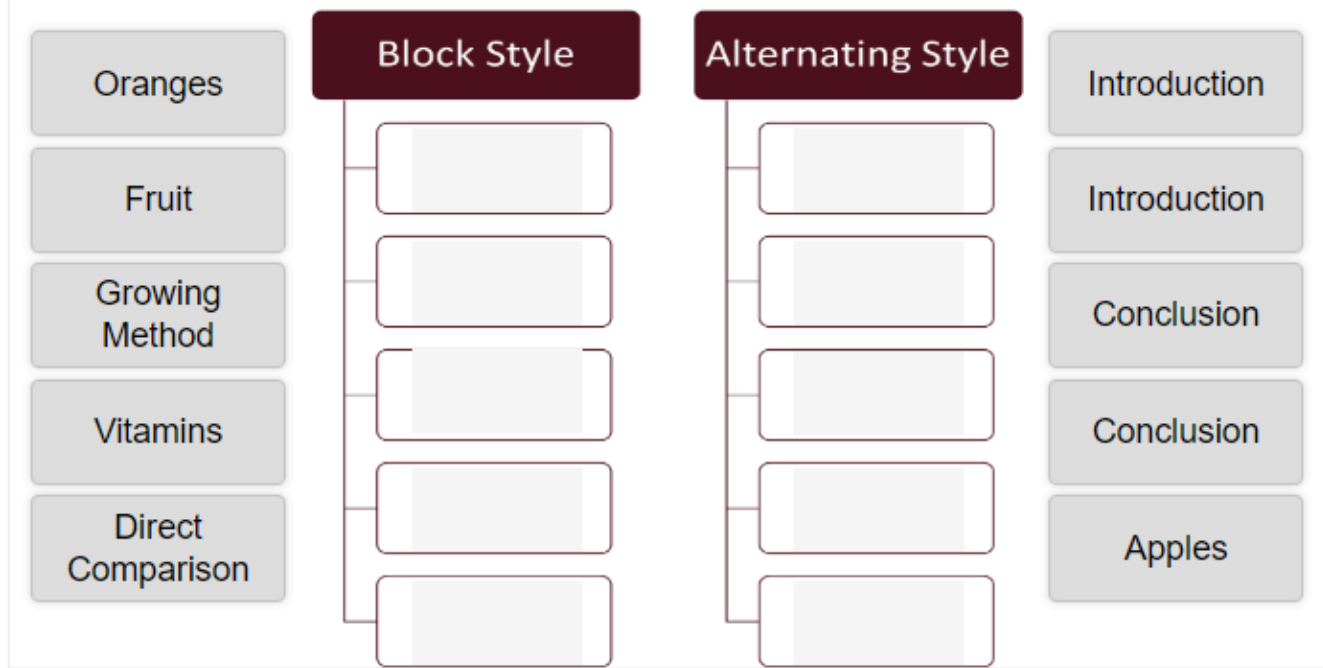 Block Style
Alternating Style
Oranges
Fruit
Growing
Method
Vitamins
Direct
Comparison
Introduction
Introduction
Conclusion
Conclusion
Apples